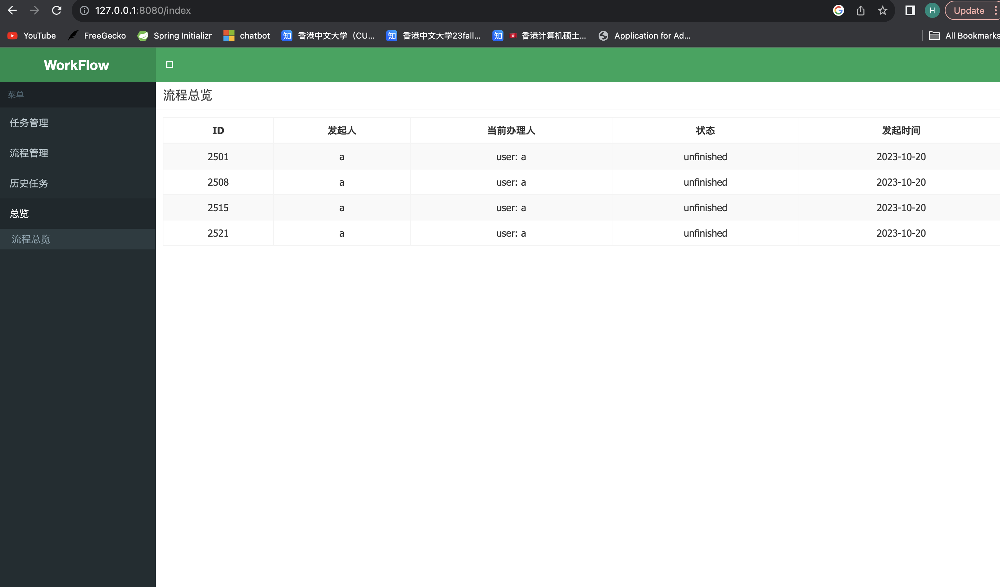 127.0.0.1:8080/index
H
Update
YouTube
FreeGecko
Spring Initializr
chatbot
知 香港中文大学（CU...
知 香港中文大学23fall...
知 香港计算机硕士...
Application for Ad...
All Bookmarks
WorkFlow
菜单
任务管理
流程管理
历史任务
总览
流程总览
流程总览
ID 发起人 当前办理人 状态 发起时间
2501 a user: a unfinished 2023-10-20
2508 a user: a unfinished 2023-10-20
2515 a user: a unfinished 2023-10-20
2521 a user: a unfinished 2023-10-20